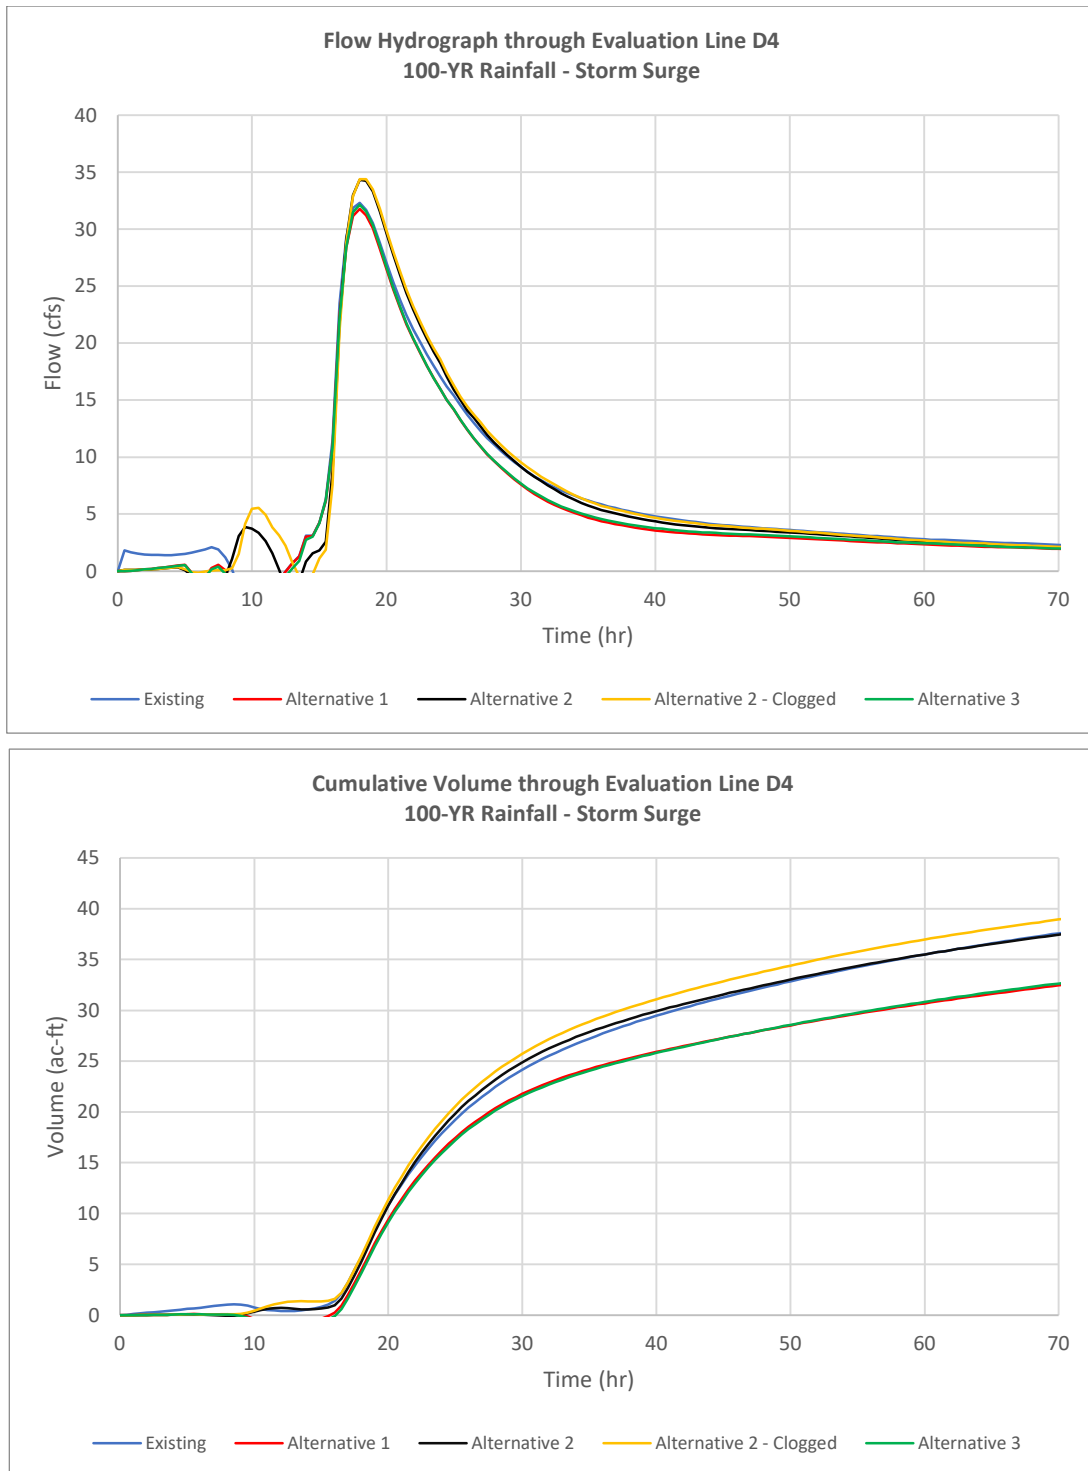 Flow Hydrograph through Evaluation Line D4
100-YR Rainfall - Storm Surge
40
35
30
25
20
15
10
5
0
Flow (cfs)
0 10 20 30 40 50 60 70
Time (hr)
Existing Alternative 1 Alternative 2 Alternative 2 - Clogged Alternative 3
Cumulative Volume through Evaluation Line D4
100-YR Rainfall - Storm Surge
45
40
35
30
25
20
15
10
5
0
Volume (ac-ft)
0 10 20 30 40 50 60 70
Time (hr)
Existing Alternative 1 Alternative 2 Alternative 2 - Clogged Alternative 3